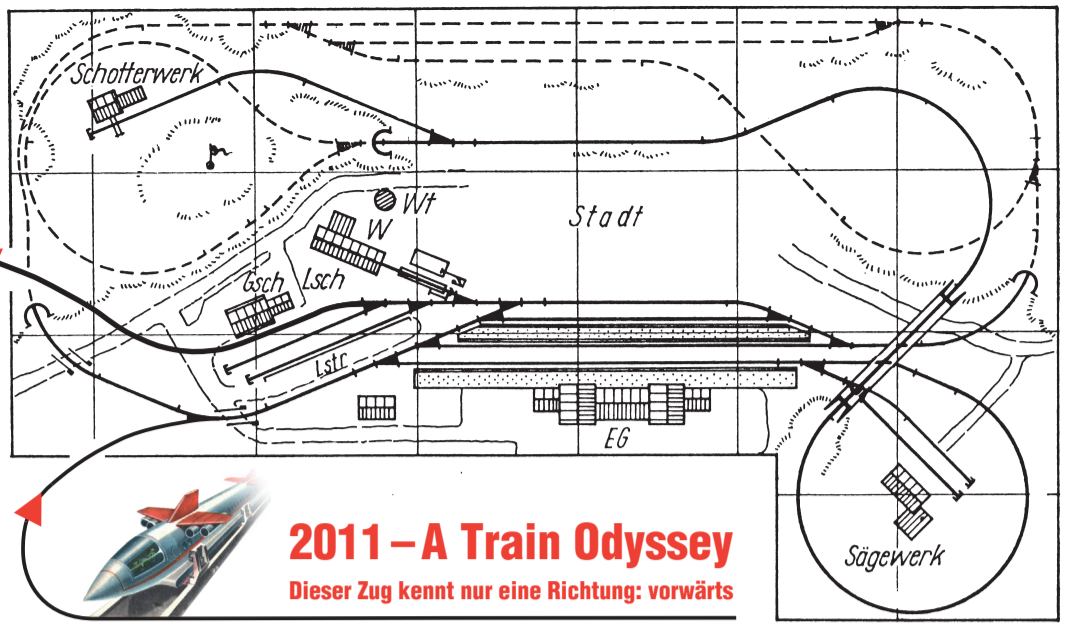 Schotterwerk
Wt
W
Stadt
Gsch
Lsch
Lstr
EG
2011 – A Train Odyssey
Dieser Zug kennt nur eine Richtung: vorwärts
Sägewerk